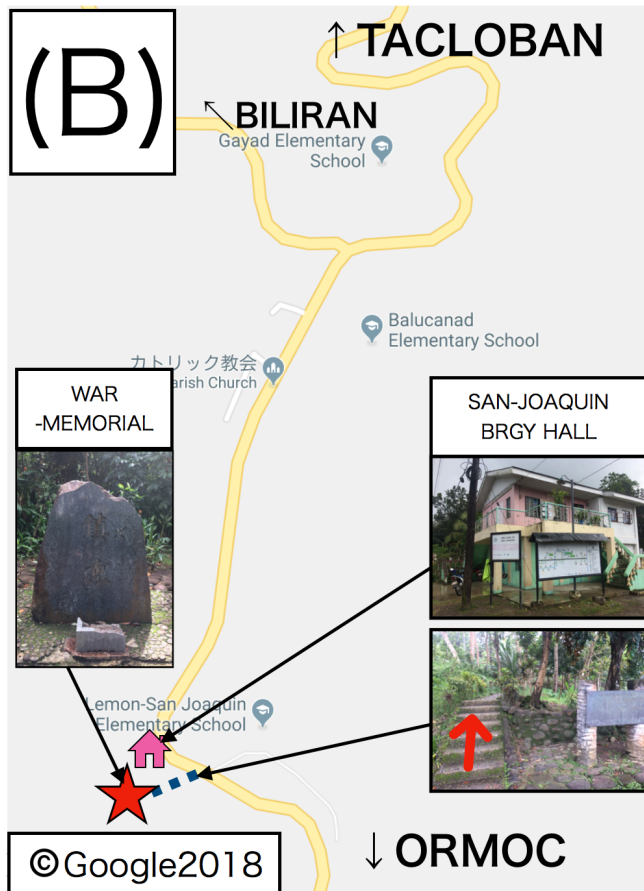 (B)
↑ TACLOBAN
↖BILIRAN
Gayad Elementary
School
Balucanad
Elementary School
カトリック教会
arish Church
WAR
-MEMORIAL
SAN-JOAQUIN
BRGY HALL
Lemon-San Joaquin
Elementary School
©Google2018
↓ ORMOC